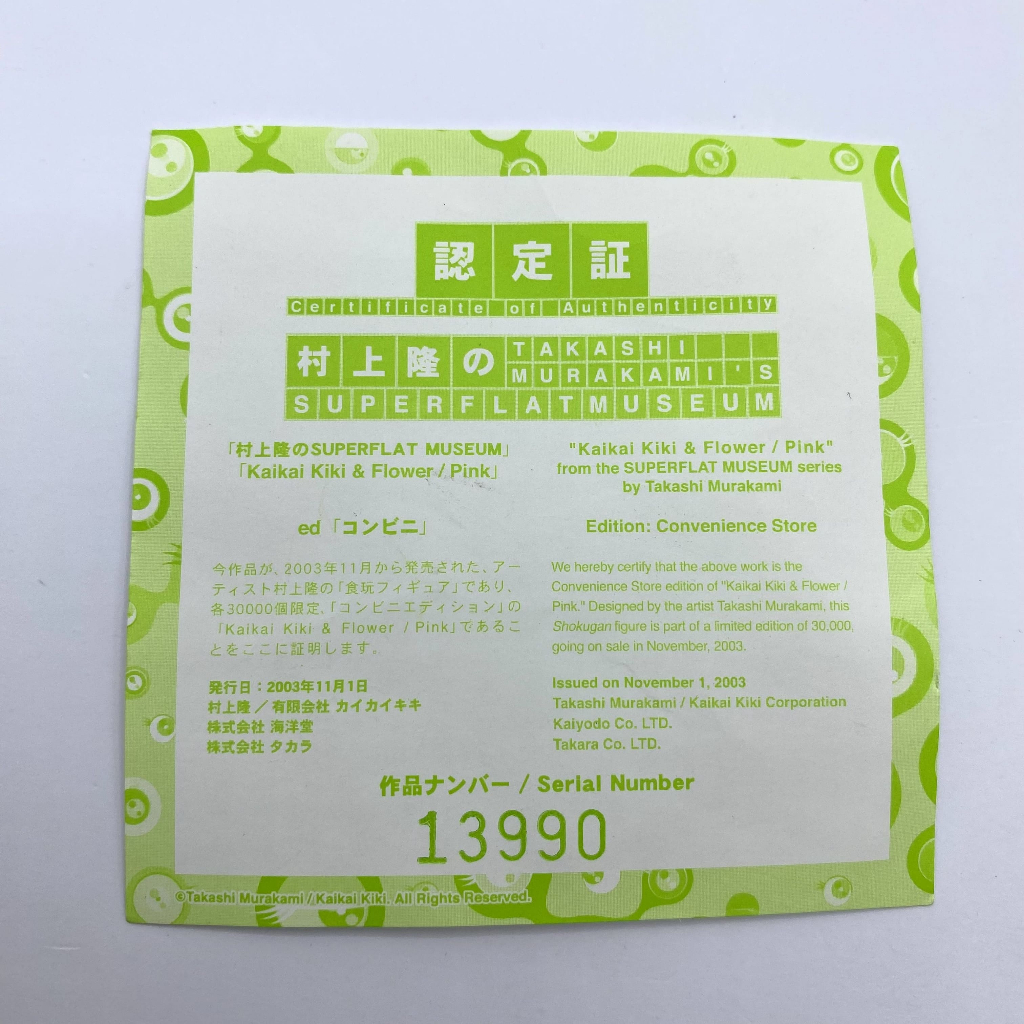 認定証
Certificate of Authenticity
村上隆の TAKASHI MURAKAMI'S
SUPERFLATMUSEUM
「村上隆のSUPERFLAT MUSEUM」
「Kaikai Kiki & Flower / Pink」
ed「コンビニ」
今作品が、2003年11月から発売された、アー
ティスト村上隆の「食玩フィギュア」であり、
各30000個限定、「コンビニエディション」の
「Kaikai Kiki & Flower / Pink」であるこ
とをここに証明します。
発行日:2003年11月1日
村上隆/有限会社 カイカイキキ
株式会社 海洋堂
株式会社 タカラ
"Kaikai Kiki & Flower / Pink"
from the SUPERFLAT MUSEUM series
by Takashi Murakami
Edition: Convenience Store
We hereby certify that the above work is the
Convenience Store edition of "Kaikai Kiki & Flower /
Pink." Designed by the artist Takashi Murakami, this
Shokugan figure is part of a limited edition of 30,000,
going on sale in November, 2003.
Issued on November 1, 2003
Takashi Murakami / Kaikai Kiki Corporation
Kaiyodo Co. LTD.
Takara Co. LTD.
作品ナンバー / Serial Number
13990
©Takashi Murakami / Kaikai Kiki. All Rights Reserved.